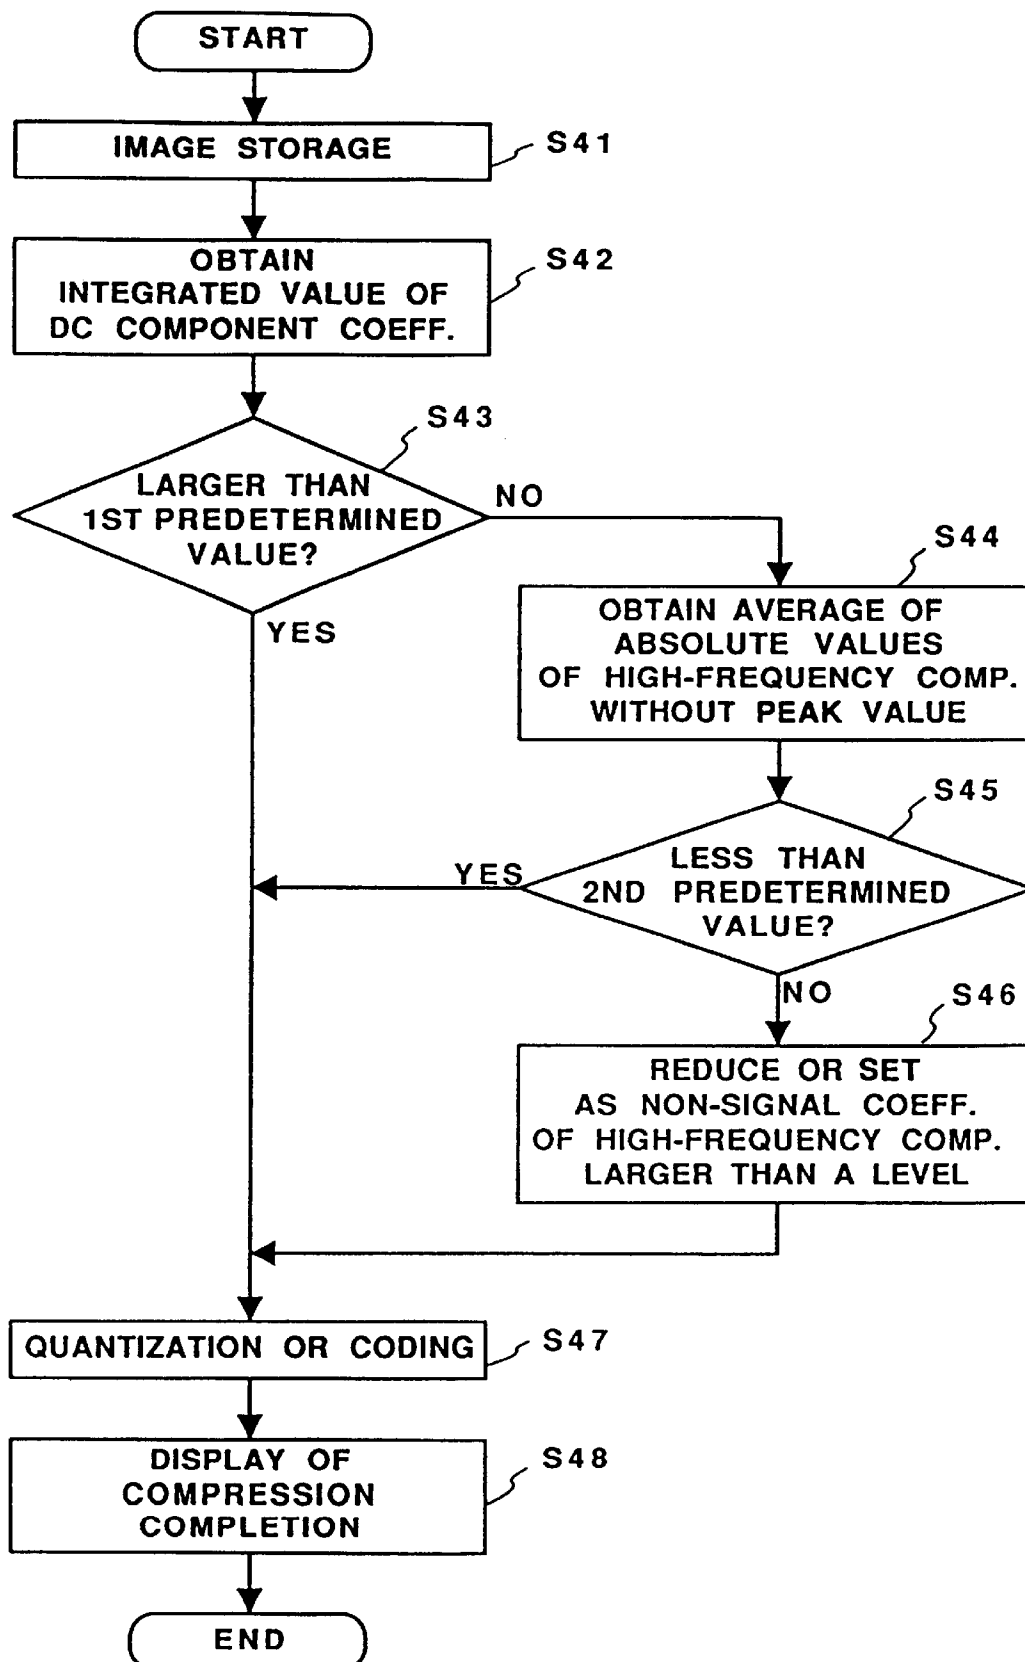 START
IMAGE STORAGE
S41
OBTAIN
INTEGRATED VALUE OF
DC COMPONENT COEFF.
S42
S43
LARGER THAN
1ST PREDETERMINED
VALUE?
NO
YES
S44
OBTAIN AVERAGE OF
ABSOLUTE VALUES
OF HIGH-FREQUENCY COMP.
WITHOUT PEAK VALUE
S45
LESS THAN
2ND PREDETERMINED
VALUE?
YES
NO
S46
REDUCE OR SET
AS NON-SIGNAL COEFF.
OF HIGH-FREQUENCY COMP.
LARGER THAN A LEVEL
QUANTIZATION OR CODING
S47
DISPLAY OF
COMPRESSION
COMPLETION
S48
END